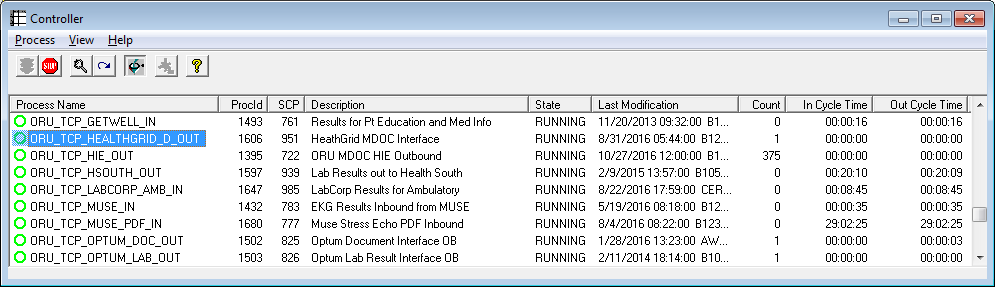 Controller
Process View Help
STOP
Process Name ProcId SCP Description State Last Modification Count In Cycle Time Out Cycle Time
ORU_TCP_GETWELL_IN 1493 761 Results for Pt Education and Med Info RUNNING 11/20/2013 09:32:00 B1... 0 00:00:16 00:00:16
ORU_TCP_HEALTHGRID_D_OUT 1606 951 HeathGrid MDOC Interface RUNNING 8/31/2016 05:44:00 B12... 1 00:00:00 00:00:00
ORU_TCP_HIE_OUT 1395 722 ORU MDOC HIE Outbound RUNNING 10/27/2016 12:00:00 B1... 375 00:00:00 00:00:00
ORU_TCP_HSOUTH_OUT 1597 939 Lab Results out to Health South RUNNING 2/9/2015 13:57:00 B105... 0 00:20:10 00:20:09
ORU_TCP_LABCORP_AMB_IN 1647 985 LabCorp Results for Ambulatory RUNNING 8/22/2016 17:59:00 CER... 0 00:08:45 00:08:45
ORU_TCP_MUSE_IN 1432 783 EKG Results Inbound from MUSE RUNNING 5/19/2016 08:18:00 B12... 0 00:00:35 00:00:35
ORU_TCP_MUSE_PDF_IN 1680 777 Muse Stress Echo PDF Inbound RUNNING 8/4/2016 08:22:00 B123... 0 29:02:25 29:02:25
ORU_TCP_OPTUM_DOC_OUT 1502 825 Optum Document Interface OB RUNNING 1/28/2016 13:23:00 AW... 1 00:00:00 00:00:03
ORU_TCP_OPTUM_LAB_OUT 1503 826 Optum Lab Result Interface OB RUNNING 2/11/2014 18:14:00 B10... 1 00:00:00 00:00:00